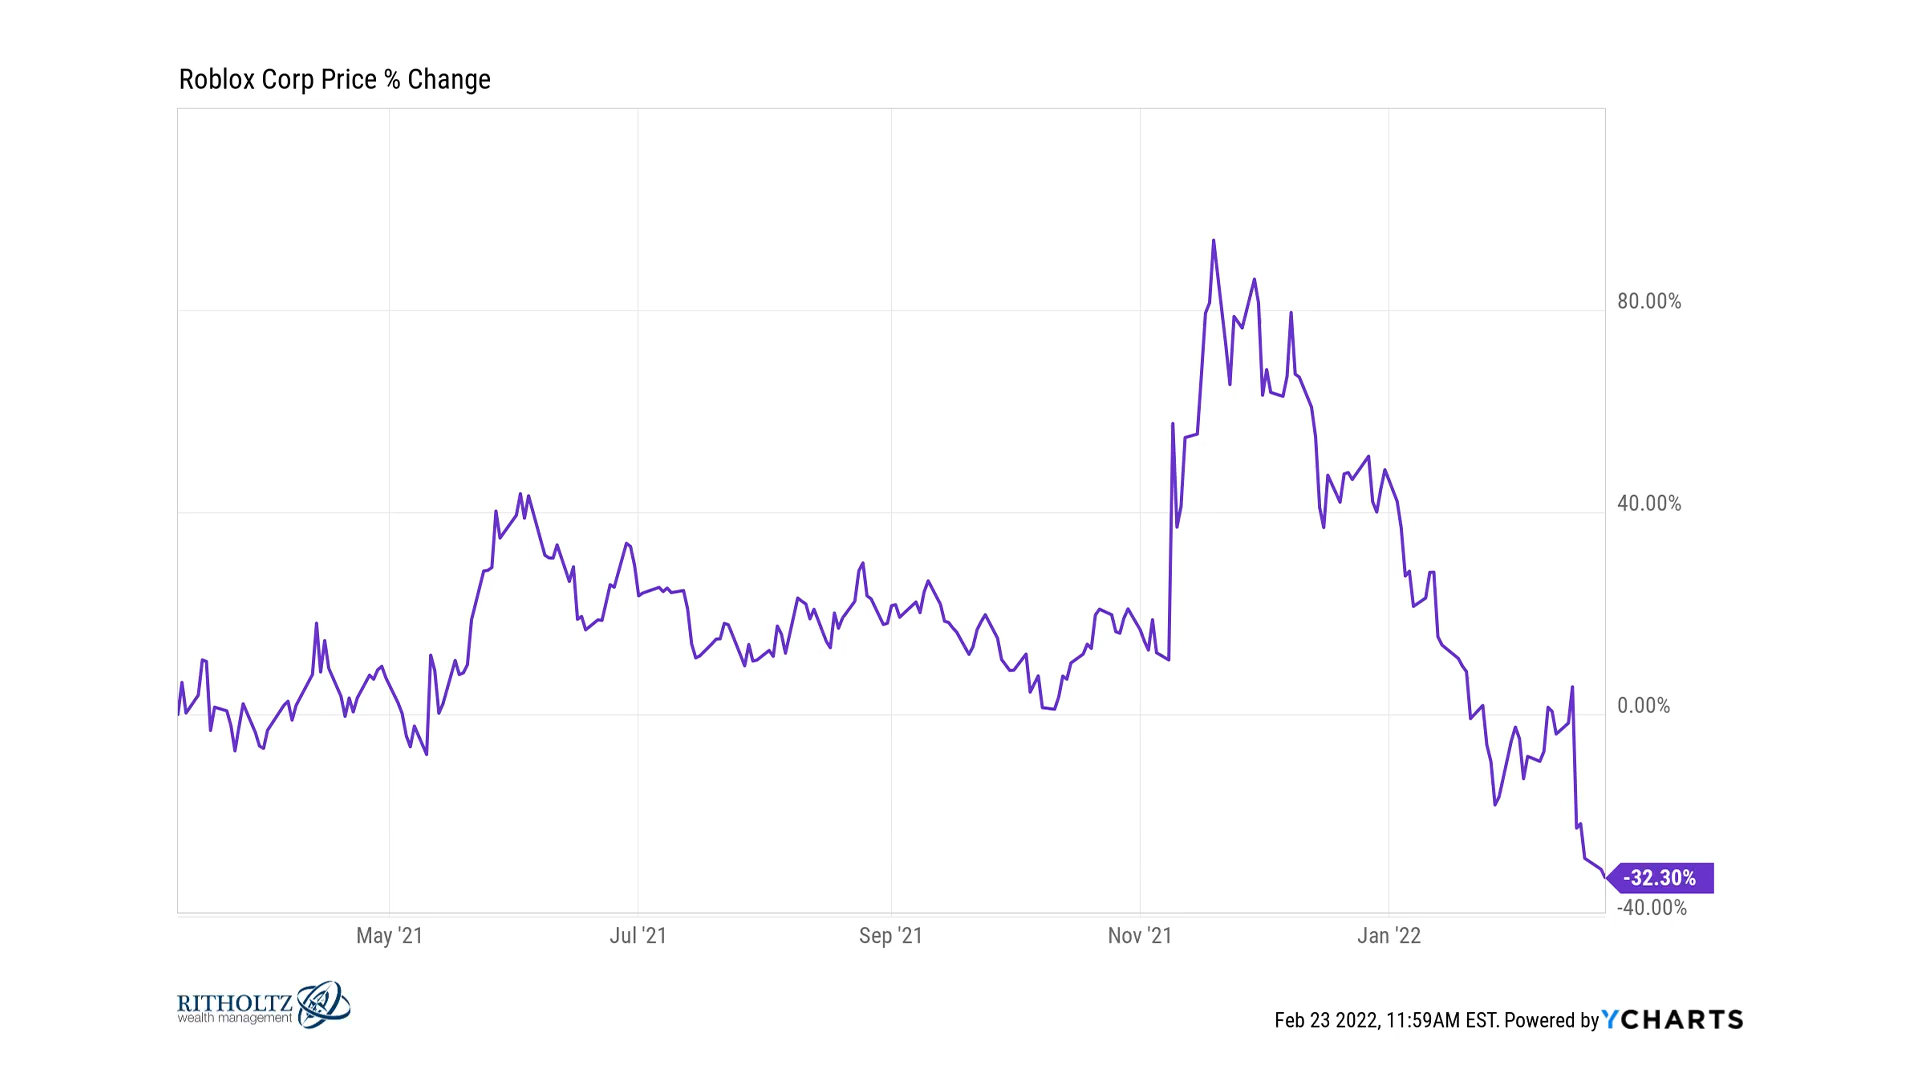 Roblox Corp Price % Change
80.00%
40.00%
0.00%
-32.30%
-40.00%
May '21 Jul '21 Sep '21 Nov '21 Jan '22
RITHOLTZ
wealth management
Feb 23 2022, 11:59AM EST. Powered by YCHARTS